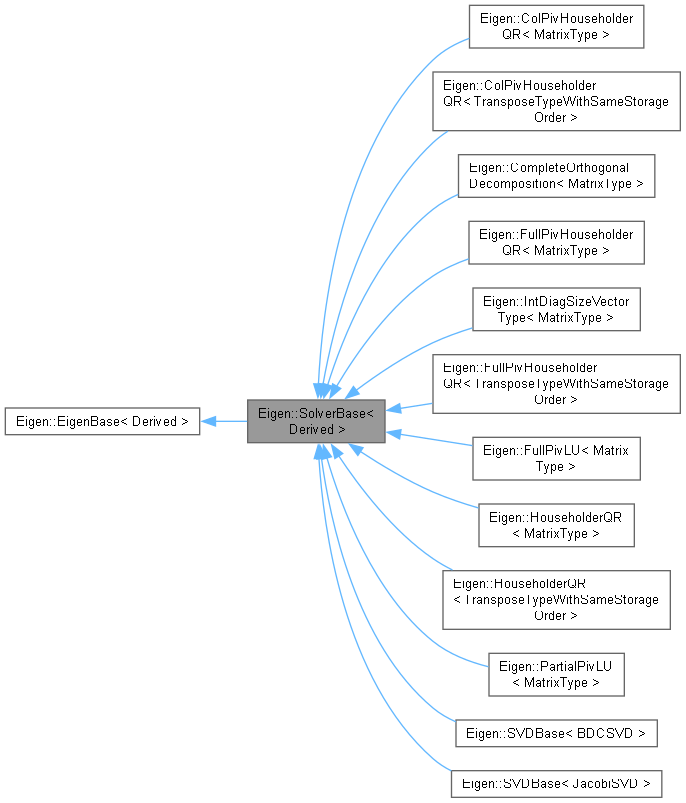 Eigen::ColPivHouseholder
QR< MatrixType >
Eigen::ColPivHouseholder
QR< TransposeTypeWithSameStorage
Order >
Eigen::CompleteOrthogonal
Decomposition< MatrixType >
Eigen::FullPivHouseholder
QR< MatrixType >
Eigen::IntDiagSizeVector
Type< MatrixType >
Eigen::FullPivHouseholder
QR< TransposeTypeWithSameStorage
Order >
Eigen::EigenBase< Derived >
Eigen::SolverBase<
Derived >
Eigen::FullPivLU< Matrix
Type >
Eigen::HouseholderQR
< MatrixType >
Eigen::HouseholderQR
< TransposeTypeWithSameStorage
Order >
Eigen::PartialPivLU
< MatrixType >
Eigen::SVDBase< BDCSVD >
Eigen::SVDBase< JacobiSVD >